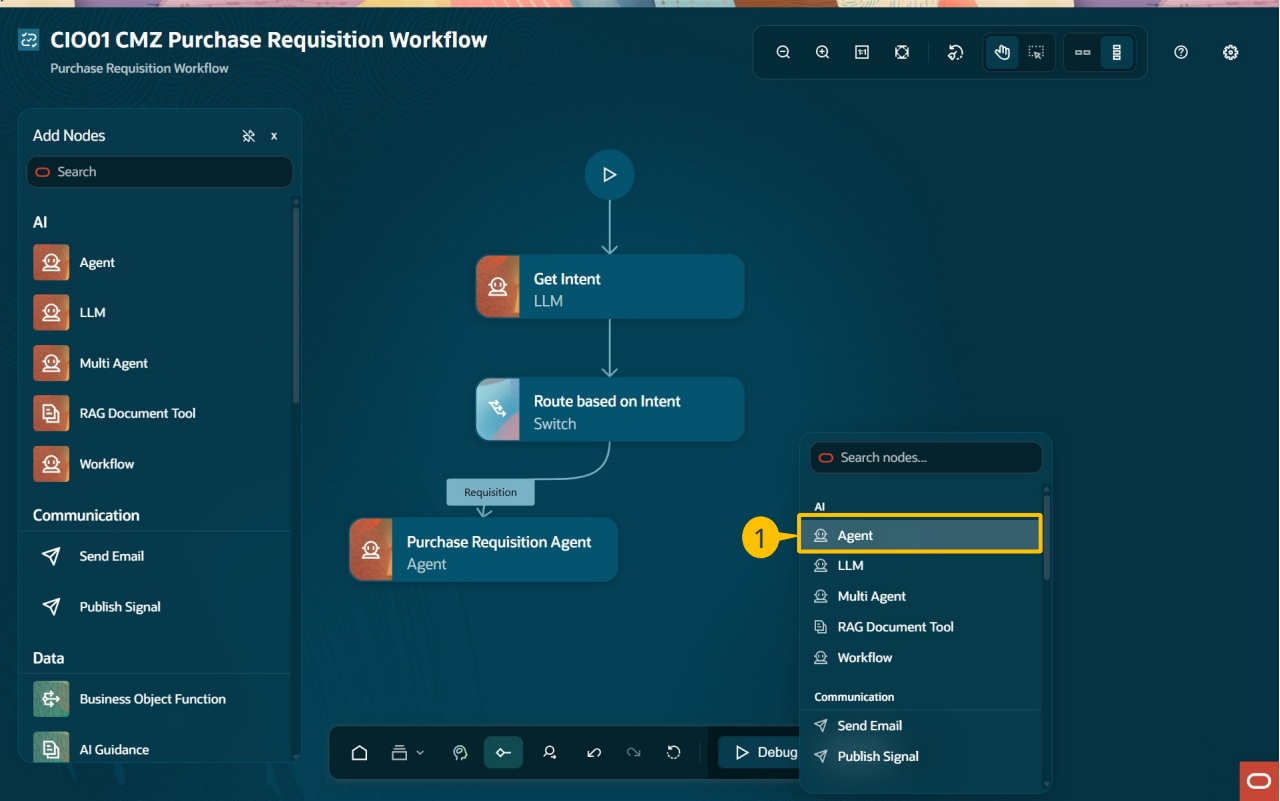 CIO01 CMZ Purchase Requisition Workflow
Purchase Requisition Workflow
1:1
Add Nodes
x
Search
AI
Agent
LLM
Multi Agent
RAG Document Tool
Workflow
Communication
Send Email
Publish Signal
Data
Business Object Function
AI Guidance
Get Intent
LLM
Route based on Intent
Switch
Requisition
Purchase Requisition Agent
Agent
Debug
Search nodes...
AI
1
Agent
LLM
Multi Agent
RAG Document Tool
Workflow
Communication
Send Email
Publish Signal